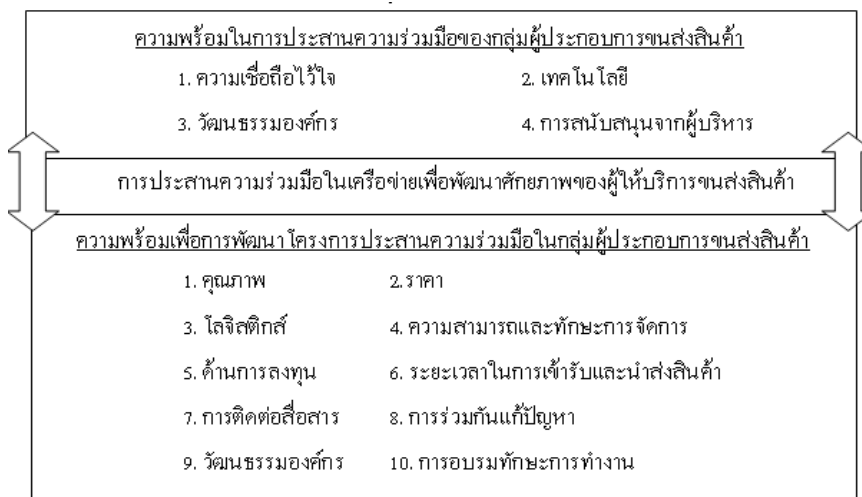 ความพร้อมในการประสานความร่วมมือของกลุ่มผู้ประกอบการขนส่งสินค้า
1. ความเชื่อถือไว้ใจ 2. เทคโนโลยี
3. วัฒนธรรมองค์กร 4. การสนับสนุนจากผู้บริหาร
การประสานความร่วมมือในเครือข่ายเพื่อพัฒนาศักยภาพของผู้ให้บริการขนส่งสินค้า
ความพร้อมเพื่อการพัฒนาโครงการประสานความร่วมมือในกลุ่มผู้ประกอบการขนส่งสินค้า
1. คุณภาพ 2.ราคา
3. โลจิสติกส์ 4. ความสามารถและทักษะการจัดการ
5. ด้านการลงทุน 6. ระยะเวลาในการเข้ารับและนำส่งสินค้า
7. การติดต่อสื่อสาร 8. การร่วมกันแก้ปัญหา
9. วัฒนธรรมองค์กร 10. การอบรมทักษะการทำงาน